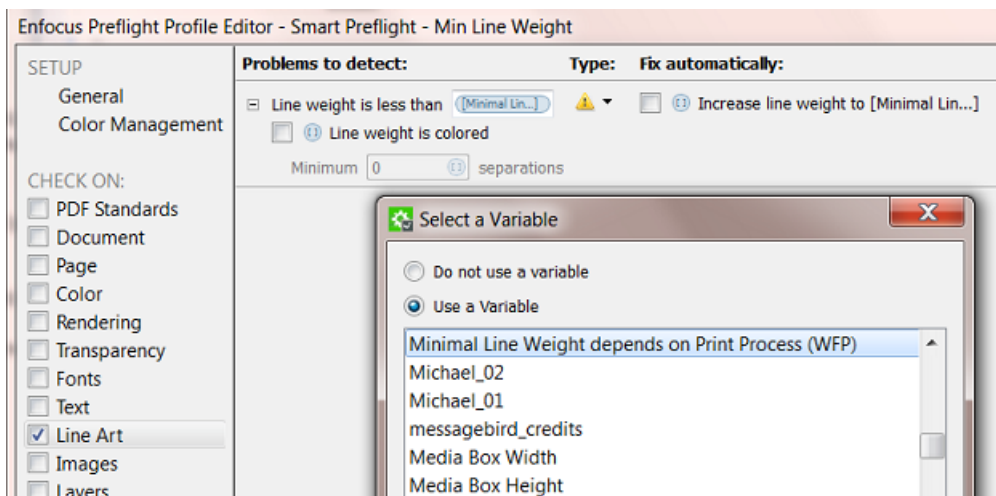 Enfocus Preflight Profile Editor - Smart Preflight - Min Line Weight
SETUP
General
Color Management
CHECK ON:
PDF Standards
Document
Page
Color
Rendering
Transparency
Fonts
Text
Line Art
Images
Layers
Problems to detect: Type: Fix automatically:
Line weight is less than [Minimal Lin...] Increase line weight to [Minimal Lin...]
Line weight is colored
Minimum 0 separations
Select a Variable
Do not use a variable
Use a Variable
Minimal Line Weight depends on Print Process (WFP)
Michael_02
Michael_01
messagebird_credits
Media Box Width
Media Box Height